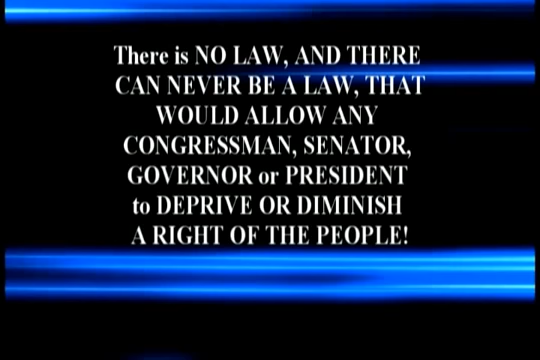 There is NO LAW, AND THERE
CAN NEVER BE A LAW, THAT
WOULD ALLOW ANY
CONGRESSMAN, SENATOR,
GOVERNOR or PRESIDENT
to DEPRIVE OR DIMINISH
A RIGHT OF THE PEOPLE!